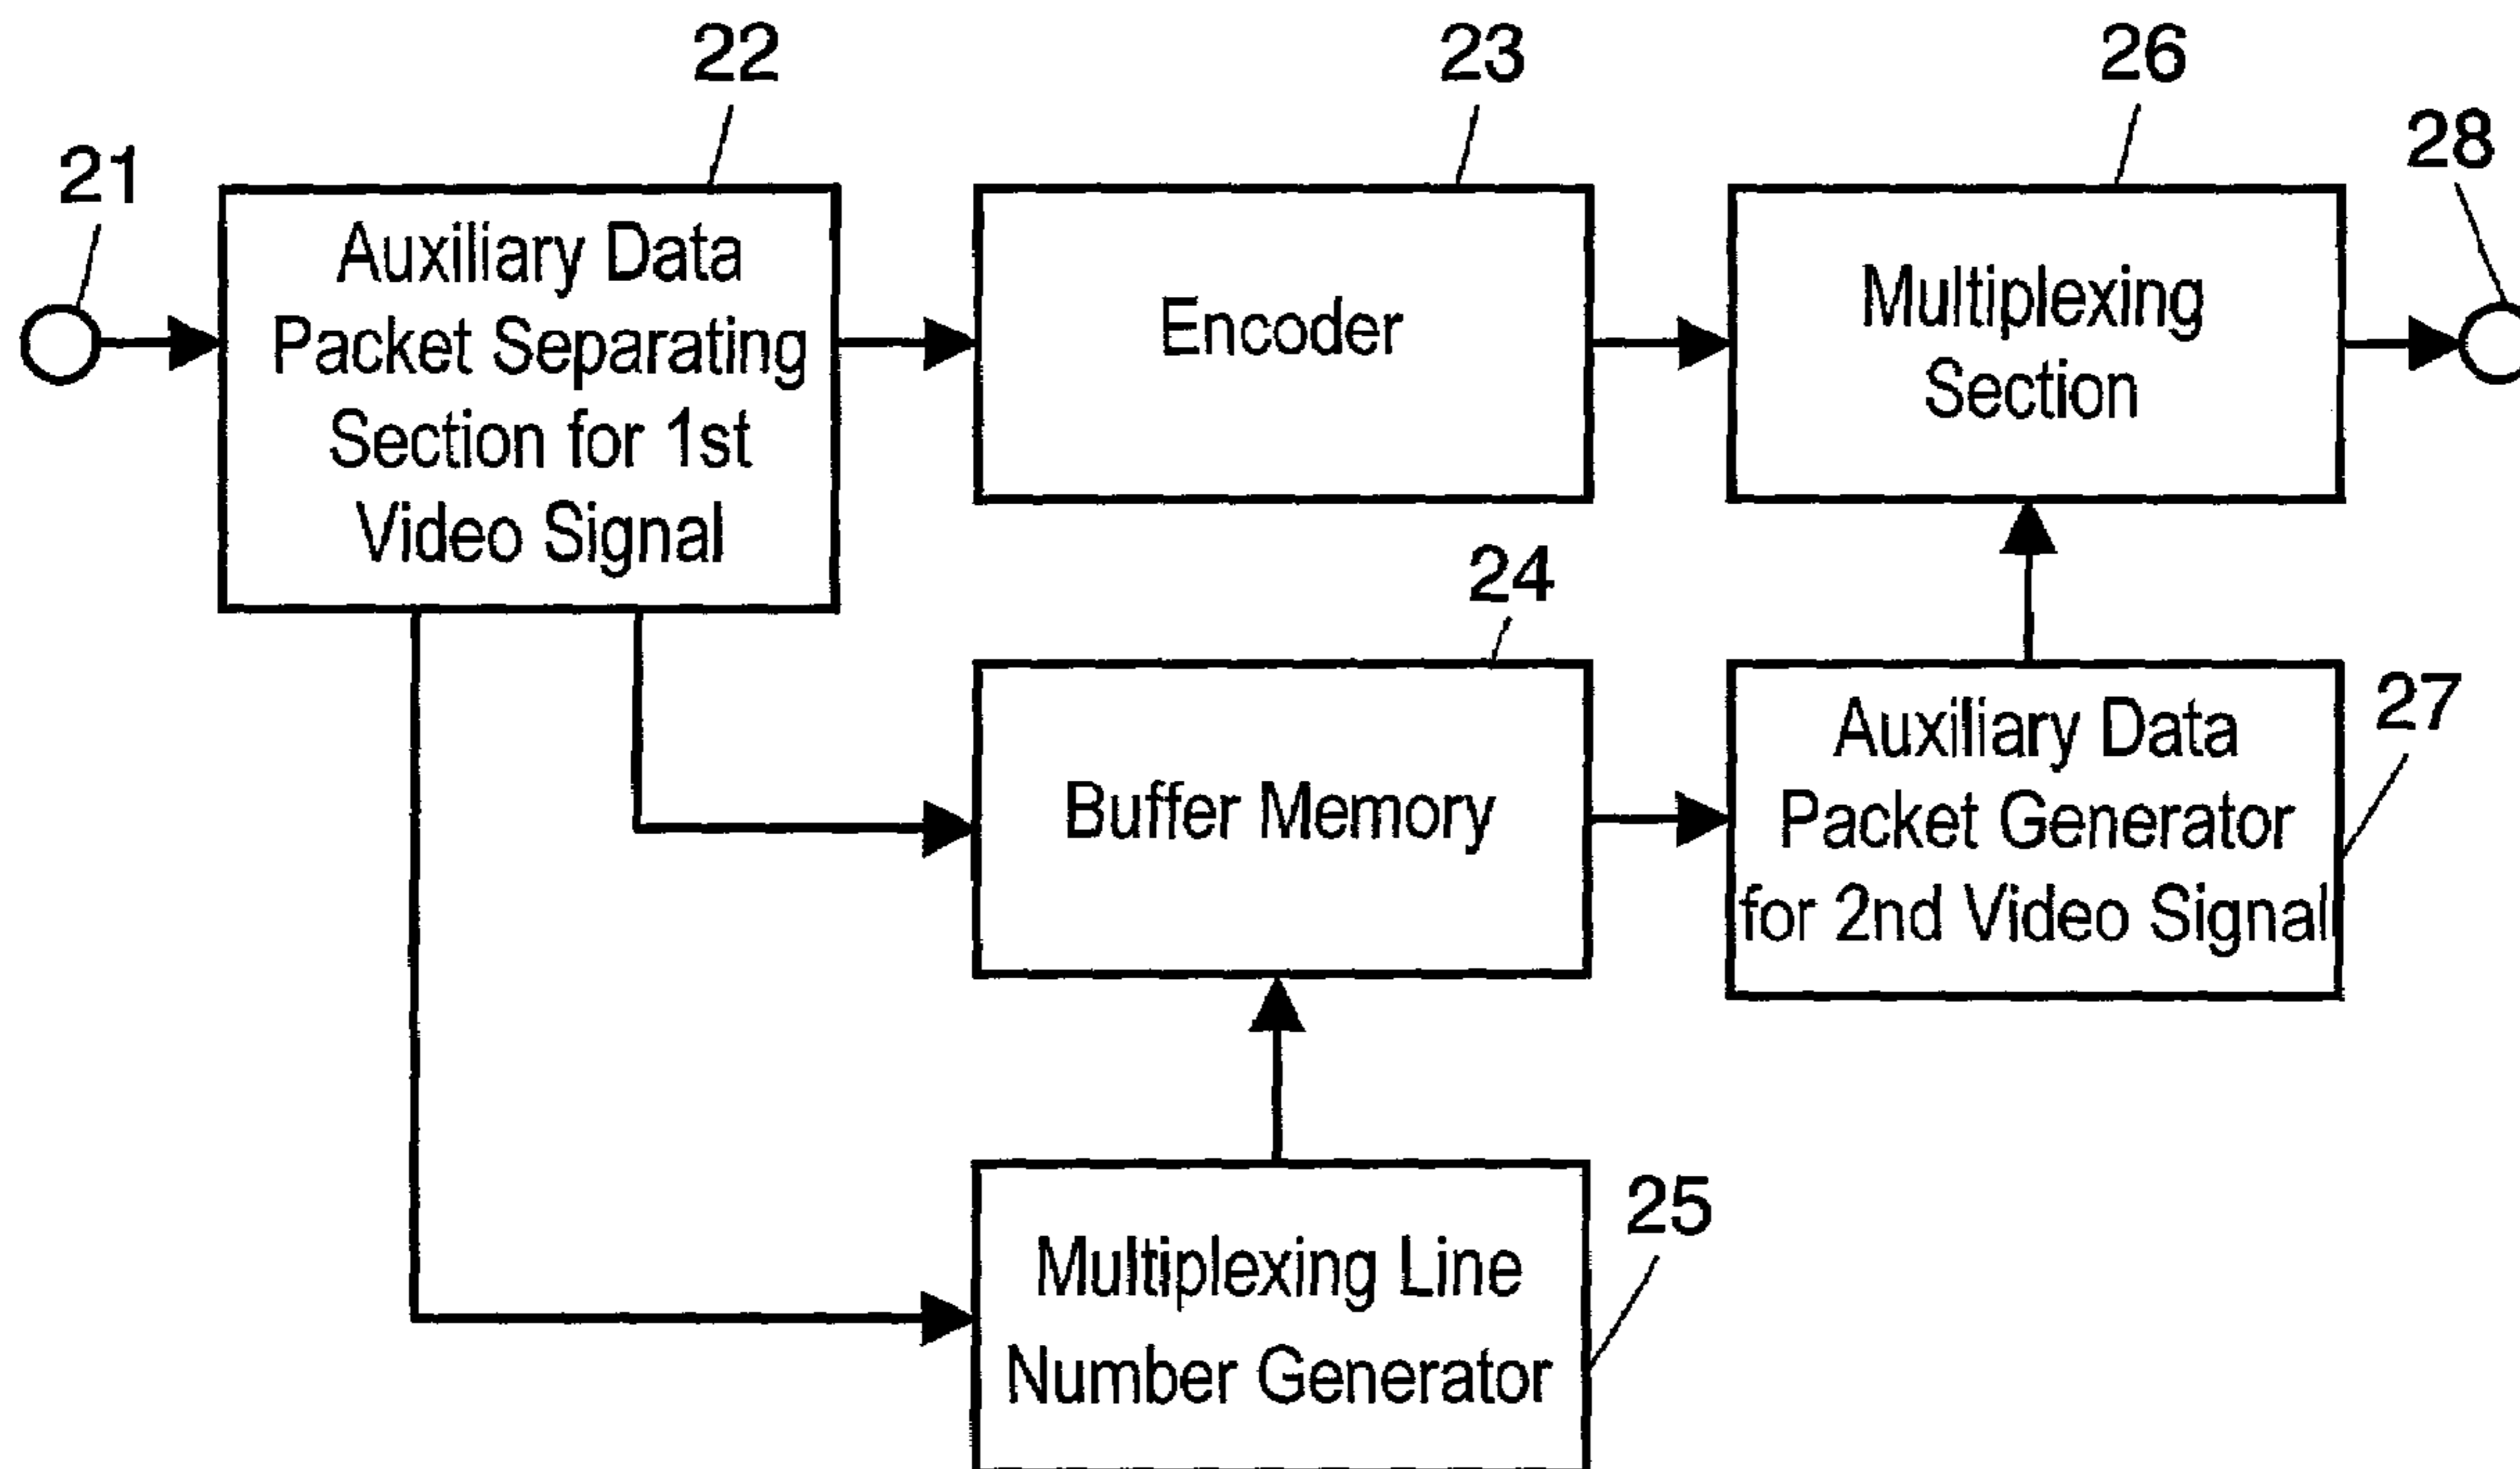 22
23
26
28
21
Auxiliary Data
Packet Separating
Section for 1st
Video Signal
Encoder
Multiplexing
Section
24
27
Buffer Memory
Auxiliary Data
Packet Generator
for 2nd Video Signal
25
Multiplexing Line
Number Generator